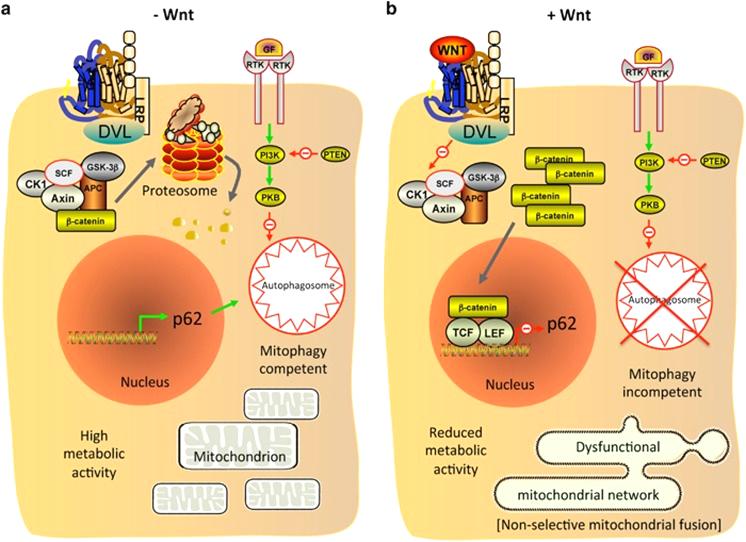 a
- Wnt
GF
RTK
RTK
LRP
DVL
PI3K
PTEN
PKB
SCF
GSK-3β
CK1
APC
Axin
β-catenin
Proteosome
Autophagosome
p62
Nucleus
Mitophagy
competent
High
metabolic
activity
Mitochondrion
b
+ Wnt
WNT
GF
RTK
RTK
LRP
DVL
PI3K
PTEN
PKB
SCF
GSK-3β
CK1
APC
Axin
β-catenin
β-catenin
β-catenin
β-catenin
Autophagosome
β-catenin
TCF
LEF
p62
Nucleus
Mitophagy
incompetent
Reduced
metabolic
activity
Dysfunctional
mitochondrial network
[Non-selective mitochondrial fusion]